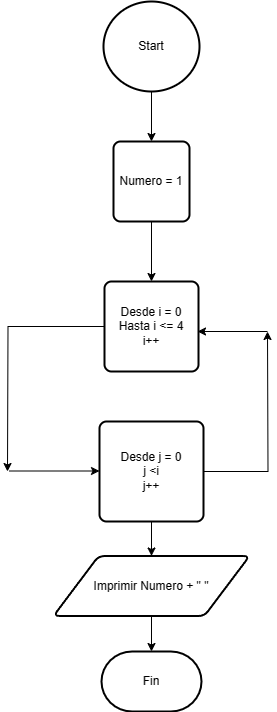 Start
Numero = 1
Desde i = 0
Hasta i <= 4
i++
Desde j = 0
j <i
j++
Imprimir Numero + " "
Fin